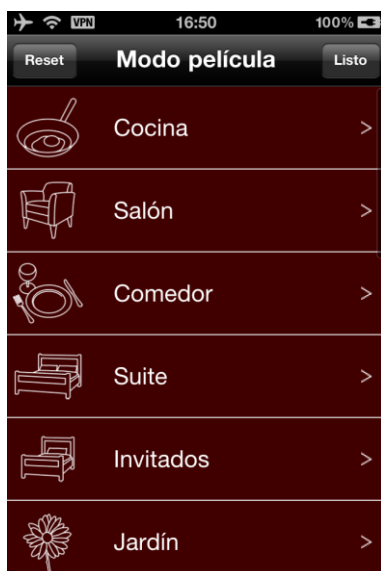 VPN 16:50 100%
Reset Modo película Listo
Cocina >
Salón >
Comedor >
Suite >
Invitados >
Jardín >